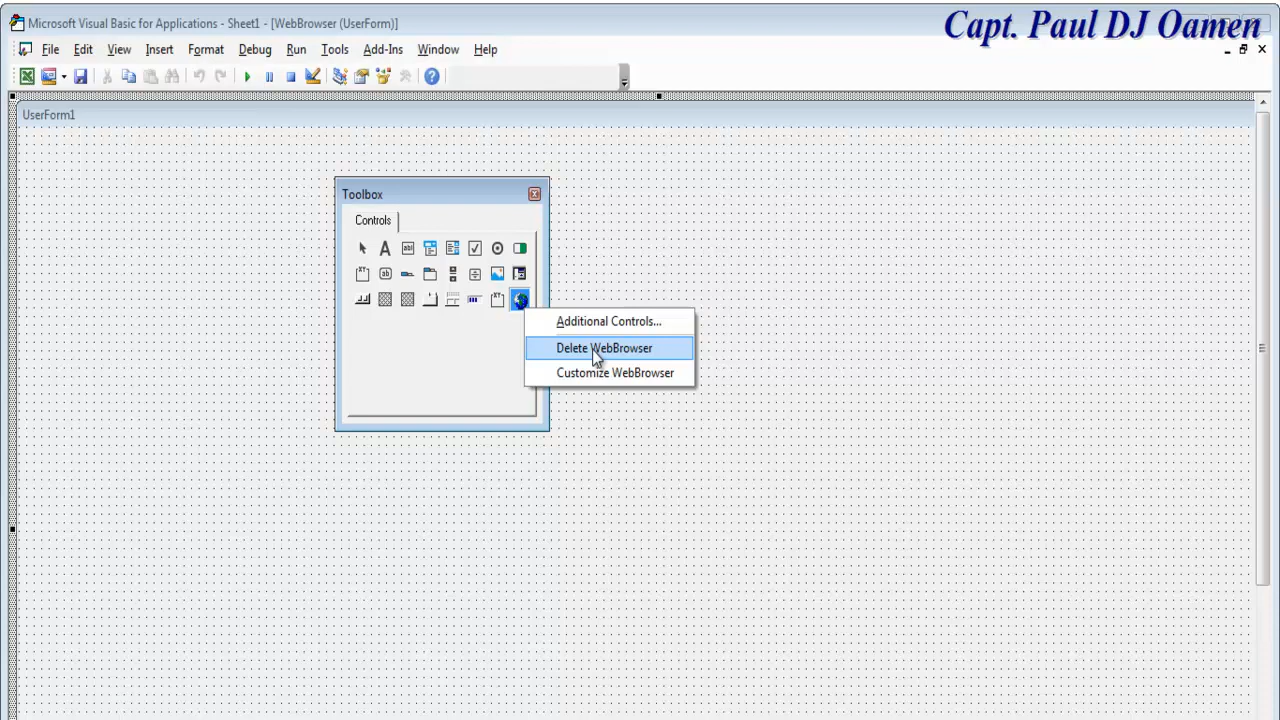 Microsoft Visual Basic for Applications - Sheet1 - [WebBrowser (UserForm)]
Capt. Paul DJ Oamen
File Edit View Insert Format Debug Run Tools Add-Ins Window Help
UserForm1
Toolbox
Controls
Additional Controls...
Delete WebBrowser
Customize WebBrowser